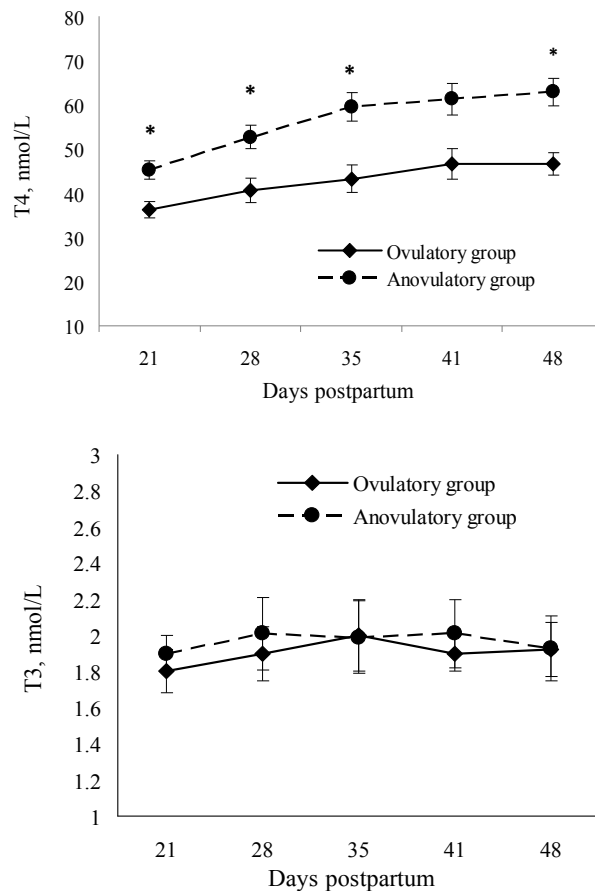 80
70
60
50
40
30
20
10
T4, nmol/L
* * * *
Ovulatory group
Anovulatory group
21 28 35 41 48
Days postpartum
3
2.8
2.6
2.4
2.2
2
1.8
1.6
1.4
1.2
1
T3, nmol/L
Ovulatory group
Anovulatory group
21 28 35 41 48
Days postpartum